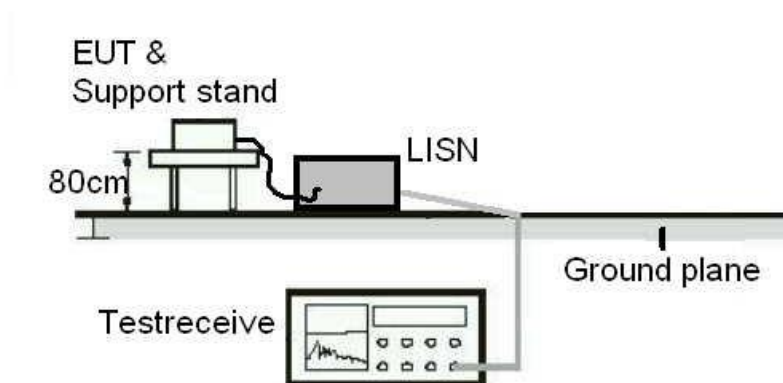 EUT &
Support stand
LISN
80cm
Ground plane
Testreceive